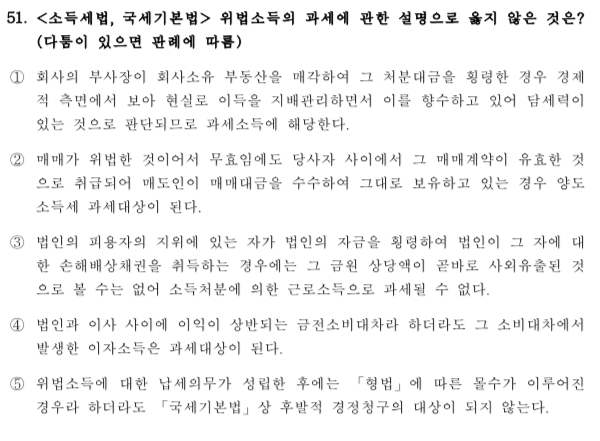 51. <소득세법, 국세기본법> 위법소득의 과세에 관한 설명으로 옳지 않은 것은?
(다툼이 있으면 판례에 따름)
① 회사의 부사장이 회사소유 부동산을 매각하여 그 처분대금을 횡령한 경우 경제
적 측면에서 보아 현실로 이득을 지배관리하면서 이를 향수하고 있어 담세력이
있는 것으로 판단되므로 과세소득에 해당한다.
② 매매가 위법한 것이어서 무효임에도 당사자 사이에서 그 매매계약이 유효한 것
으로 취급되어 매도인이 매매대금을 수수하여 그대로 보유하고 있는 경우 양도
소득세 과세대상이 된다.
③ 법인의 피용자의 지위에 있는 자가 법인의 자금을 횡령하여 법인이 그 자에 대
한 손해배상채권을 취득하는 경우에는 그 금원 상당액이 곧바로 사외유출된 것
으로 볼 수는 없어 소득처분에 의한 근로소득으로 과세될 수 없다.
④ 법인과 이사 사이에 이익이 상반되는 금전소비대차라 하더라도 그 소비대차에서
발생한 이자소득은 과세대상이 된다.
⑤ 위법소득에 대한 납세의무가 성립한 후에는 「형법」에 따른 몰수가 이루어진
경우라 하더라도 「국세기본법」상 후발적 경정청구의 대상이 되지 않는다.